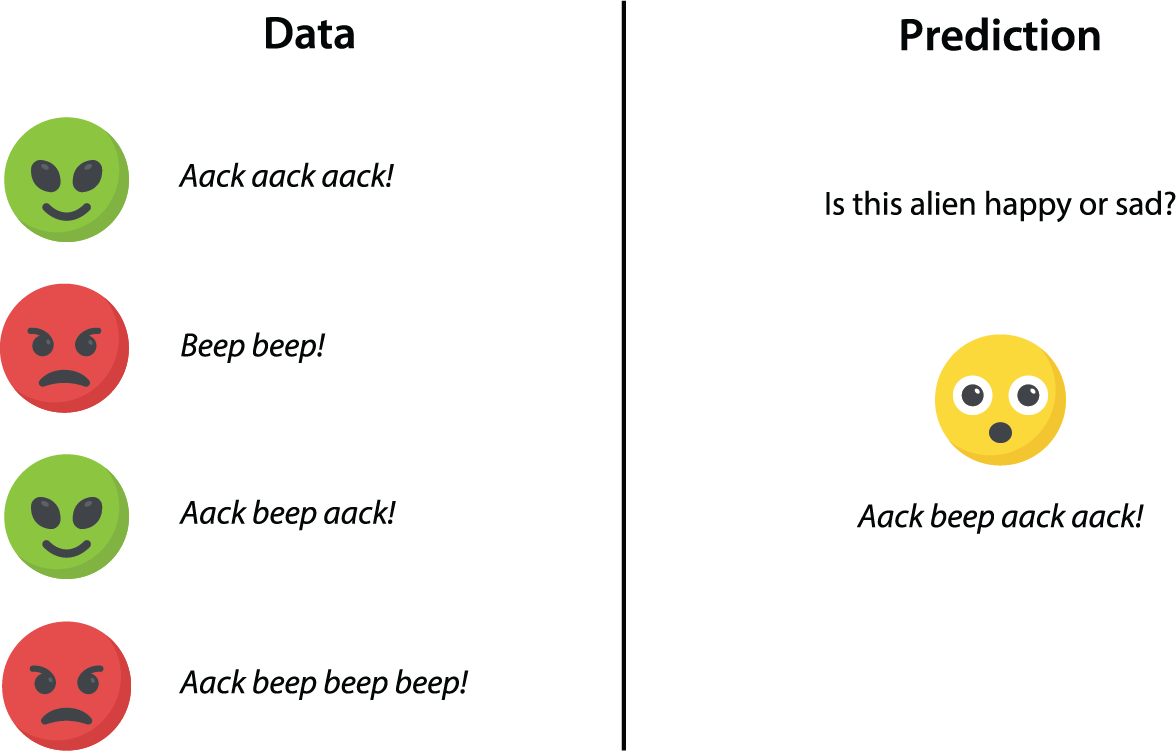 Data
Aack aack aack!
Beep beep!
Aack beep aack!
Aack beep beep beep!
Prediction
Is this alien happy or sad?
Aack beep aack aack!